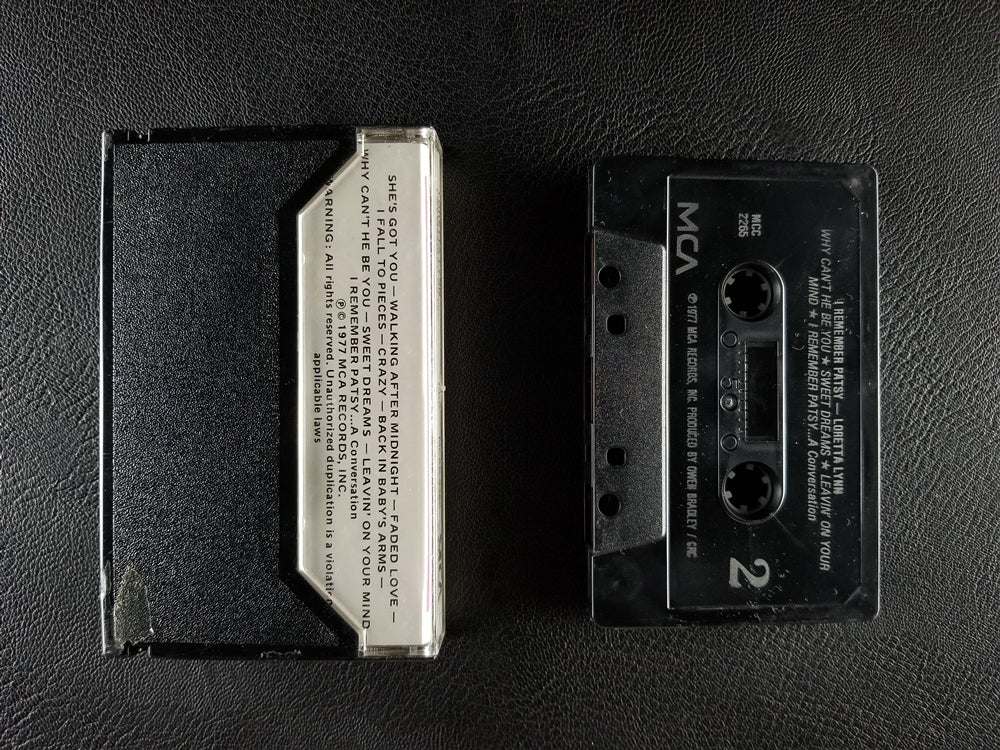 SHE'S GOT YOU — WALKING AFTER MIDNIGHT — FADED LOVE —
I FALL TO PIECES — CRAZY — BACK IN BABY'S ARMS —
WHY CAN'T HE BE YOU — SWEET DREAMS — LEAVIN' ON YOUR MIND
I REMEMBER PATSY...A Conversation
℗ © 1977 MCA RECORDS, INC.
WARNING: All rights reserved. Unauthorized duplication is a violation
applicable laws
I REMEMBER PATSY — LORETTA LYNN
WHY CAN'T HE BE YOU ★ SWEET DREAMS ★ LEAVIN' ON YOUR
MIND ★ I REMEMBER PATSY...A Conversation
MCC
2265
2
MCA
℗ 1977 MCA RECORDS, INC. PRODUCED BY OWEN BRADLEY / CRC